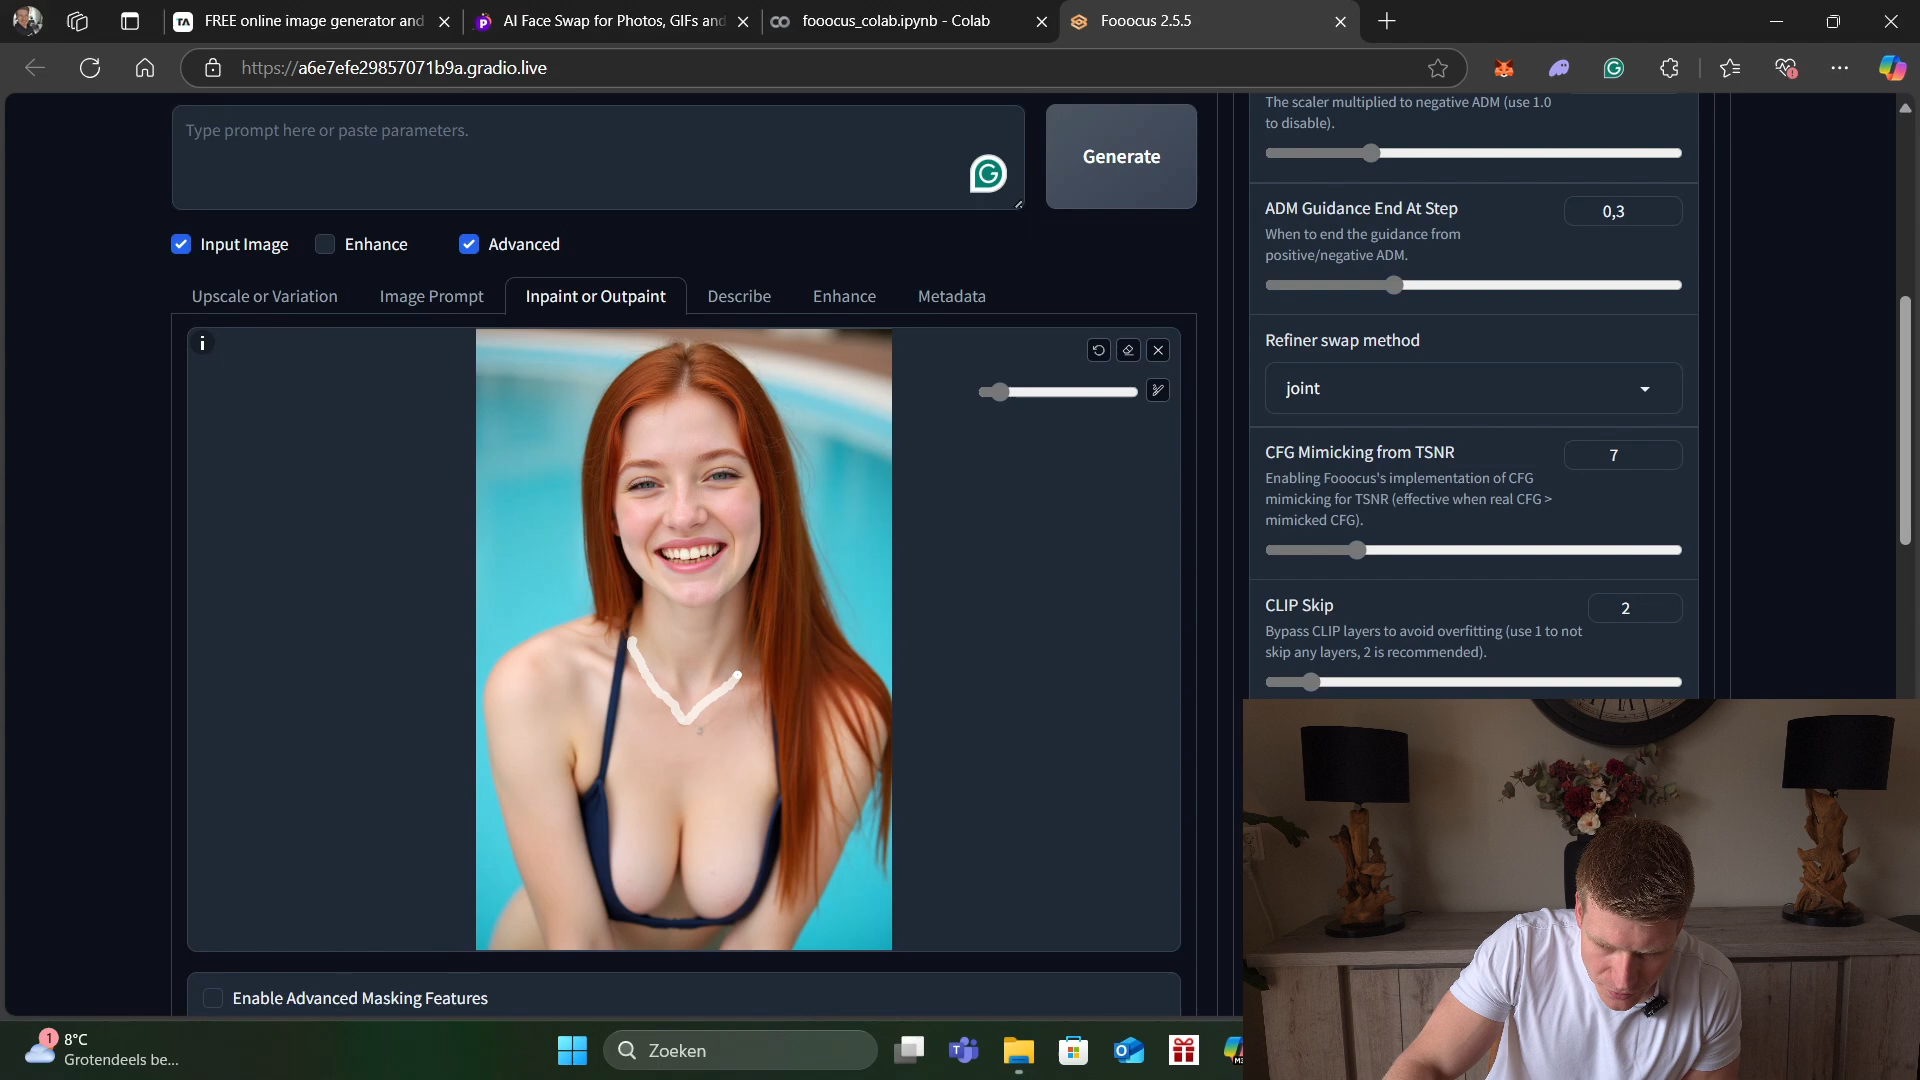 FREE online image generator and
AI Face Swap for Photos, GIFs and
fooocus_colab.ipynb - Colab
Fooocus 2.5.5
https://a6e7efe29857071b9a.gradio.live
Type prompt here or paste parameters.
Generate
Input Image
Enhance
Advanced
Upscale or Variation
Image Prompt
Inpaint or Outpaint
Describe
Enhance
Metadata
i
Enable Advanced Masking Features
The scaler multiplied to negative ADM (use 1.0
to disable).
ADM Guidance End At Step
0,3
When to end the guidance from
positive/negative ADM.
Refiner swap method
joint
CFG Mimicking from TSNR
7
Enabling Fooocus's implementation of CFG
mimicking for TSNR (effective when real CFG >
mimicked CFG).
CLIP Skip
2
Bypass CLIP layers to avoid overfitting (use 1 to not
skip any layers, 2 is recommended).
1
8°C
Grotendeels be...
Zoeken